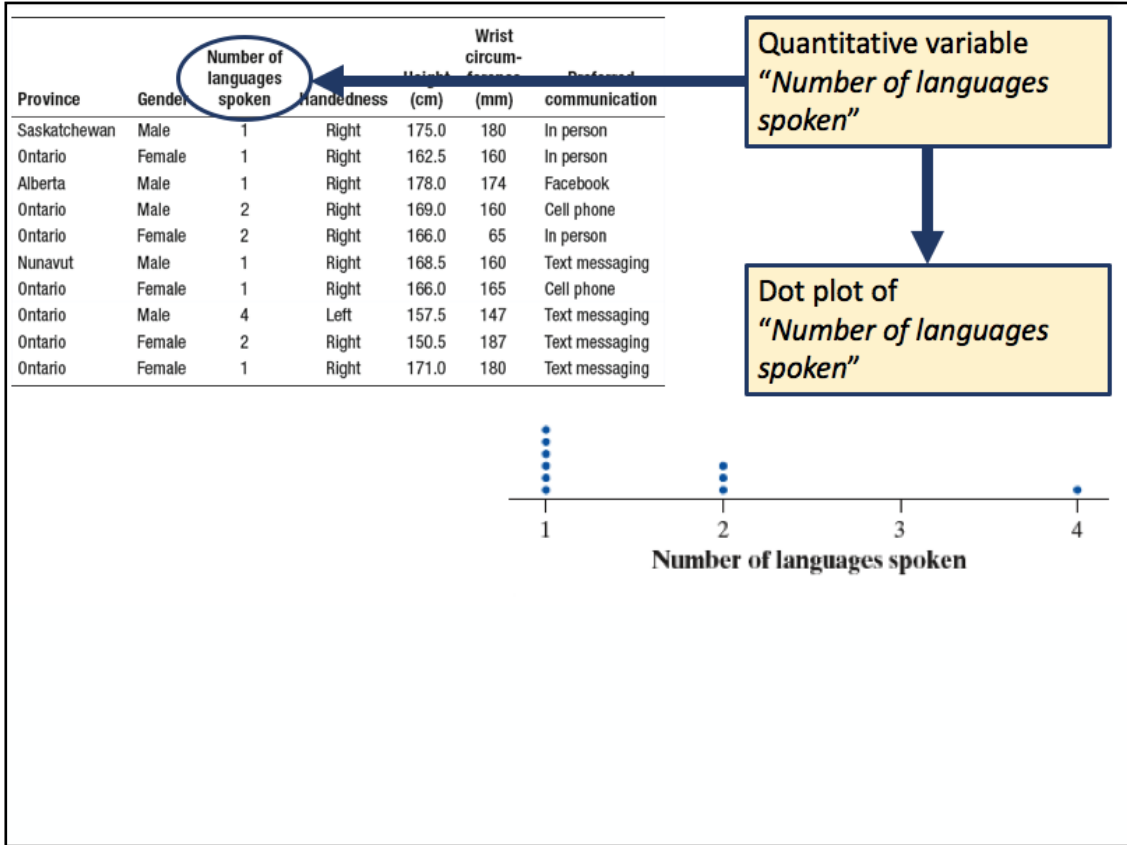 Province Gender Number of languages spoken Handedness Height (cm) Wrist circum-ference (mm) Preferred communication
Saskatchewan Male 1 Right 175.0 180 In person
Ontario Female 1 Right 162.5 160 In person
Alberta Male 1 Right 178.0 174 Facebook
Ontario Male 2 Right 169.0 160 Cell phone
Ontario Female 2 Right 166.0 65 In person
Nunavut Male 1 Right 168.5 160 Text messaging
Ontario Female 1 Right 166.0 165 Cell phone
Ontario Male 4 Left 157.5 147 Text messaging
Ontario Female 2 Right 150.5 187 Text messaging
Ontario Female 1 Right 171.0 180 Text messaging
Quantitative variable
“Number of languages
spoken”
Dot plot of
“Number of languages
spoken”
1 2 3 4
Number of languages spoken